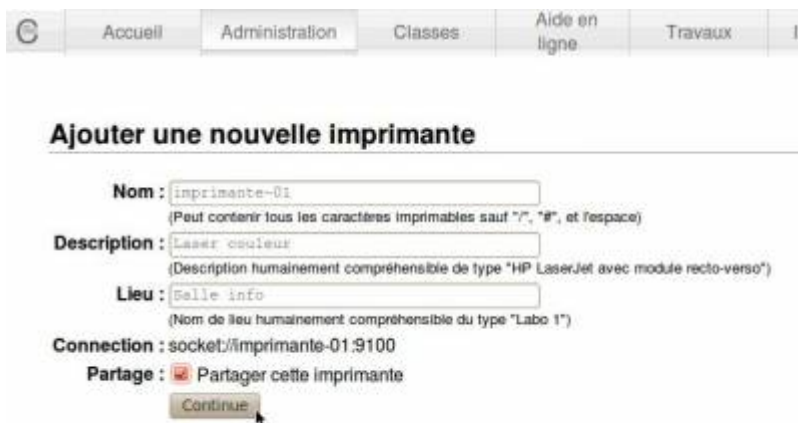 Accueil Administration Classes Aide en ligne Travaux
Ajouter une nouvelle imprimante
Nom : imprimante-01
(Peut contenir tous les caractères imprimables sauf "/", "#", et l'espace)
Description : Laser couleur
(Description humainement compréhensible de type "HP LaserJet avec module recto-verso")
Lieu : Salle info
(Nom de lieu humainement compréhensible du type "Labo 1")
Connection : socket://imprimante-01:9100
Partage : Partager cette imprimante
Continue